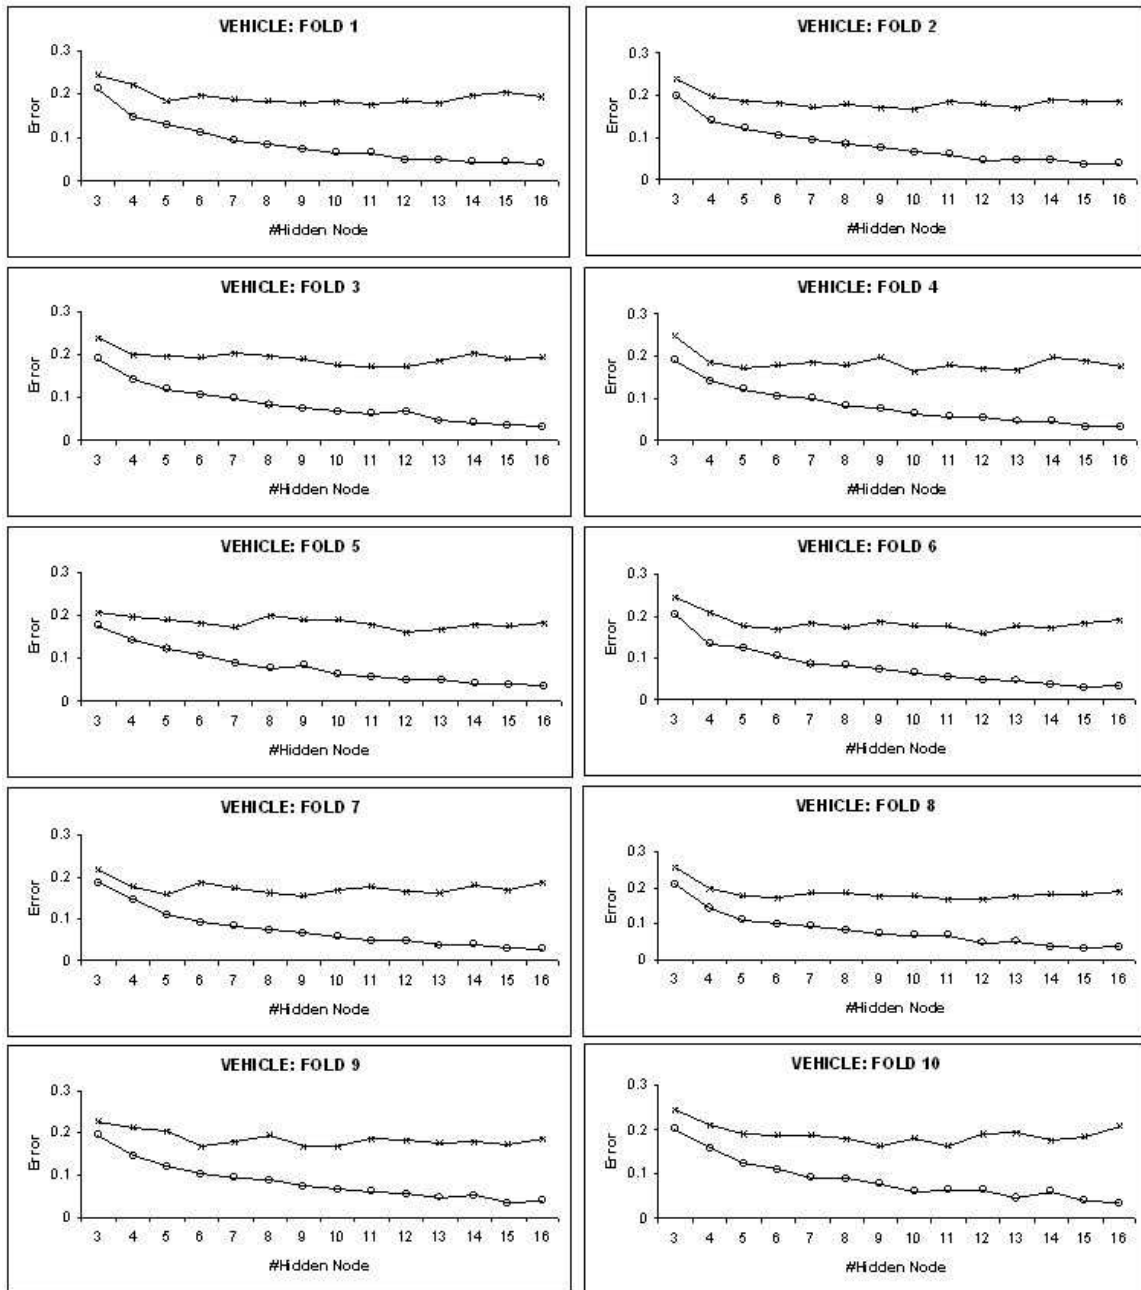 VEHICLE: FOLD 1
0.3
0.2
0.1
0
Error
3 4 5 6 7 8 9 10 11 12 13 14 15 16
#Hidden Node
VEHICLE: FOLD 2
0.3
0.2
0.1
0
Error
3 4 5 6 7 8 9 10 11 12 13 14 15 16
#Hidden Node
VEHICLE: FOLD 3
0.3
0.2
0.1
0
Error
3 4 5 6 7 8 9 10 11 12 13 14 15 16
#Hidden Node
VEHICLE: FOLD 4
0.3
0.2
0.1
0
Error
3 4 5 6 7 8 9 10 11 12 13 14 15 16
#Hidden Node
VEHICLE: FOLD 5
0.3
0.2
0.1
0
Error
3 4 5 6 7 8 9 10 11 12 13 14 15 16
#Hidden Node
VEHICLE: FOLD 6
0.3
0.2
0.1
0
Error
3 4 5 6 7 8 9 10 11 12 13 14 15 16
#Hidden Node
VEHICLE: FOLD 7
0.3
0.2
0.1
0
Error
3 4 5 6 7 8 9 10 11 12 13 14 15 16
#Hidden Node
VEHICLE: FOLD 8
0.3
0.2
0.1
0
Error
3 4 5 6 7 8 9 10 11 12 13 14 15 16
#Hidden Node
VEHICLE: FOLD 9
0.3
0.2
0.1
0
Error
3 4 5 6 7 8 9 10 11 12 13 14 15 16
#Hidden Node
VEHICLE: FOLD 10
0.3
0.2
0.1
0
Error
3 4 5 6 7 8 9 10 11 12 13 14 15 16
#Hidden Node